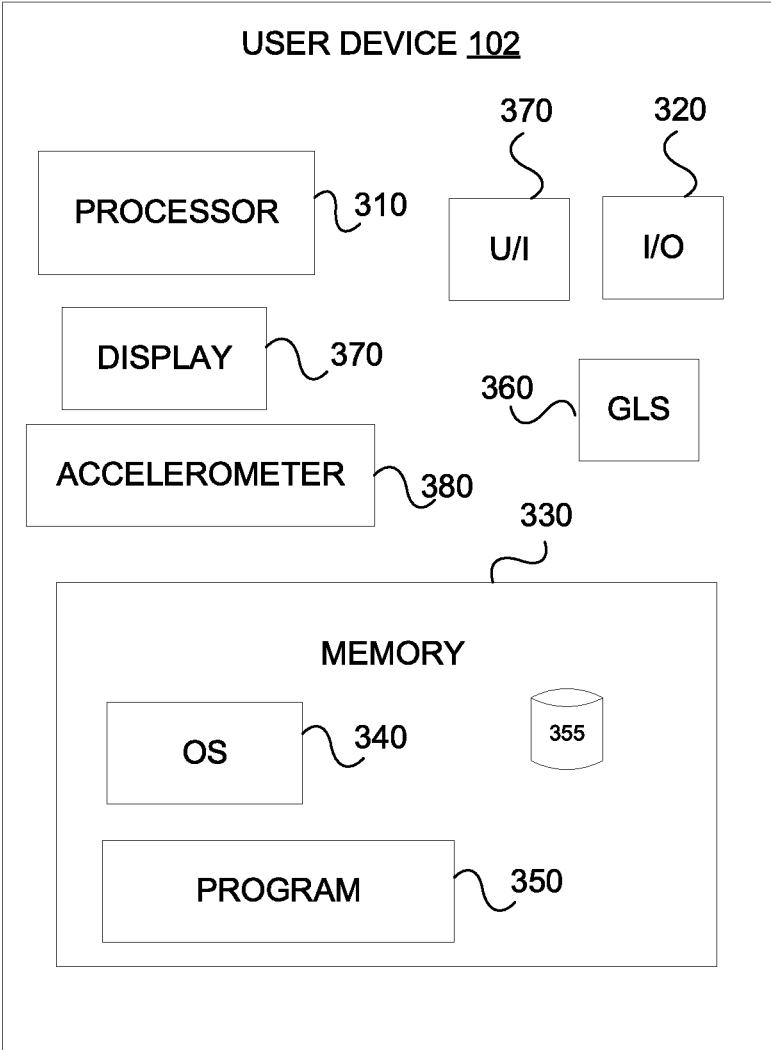 USER DEVICE 102
370
320
PROCESSOR
310
U/I
I/O
DISPLAY
370
360
GLS
ACCELEROMETER
380
330
MEMORY
OS
340
355
PROGRAM
350